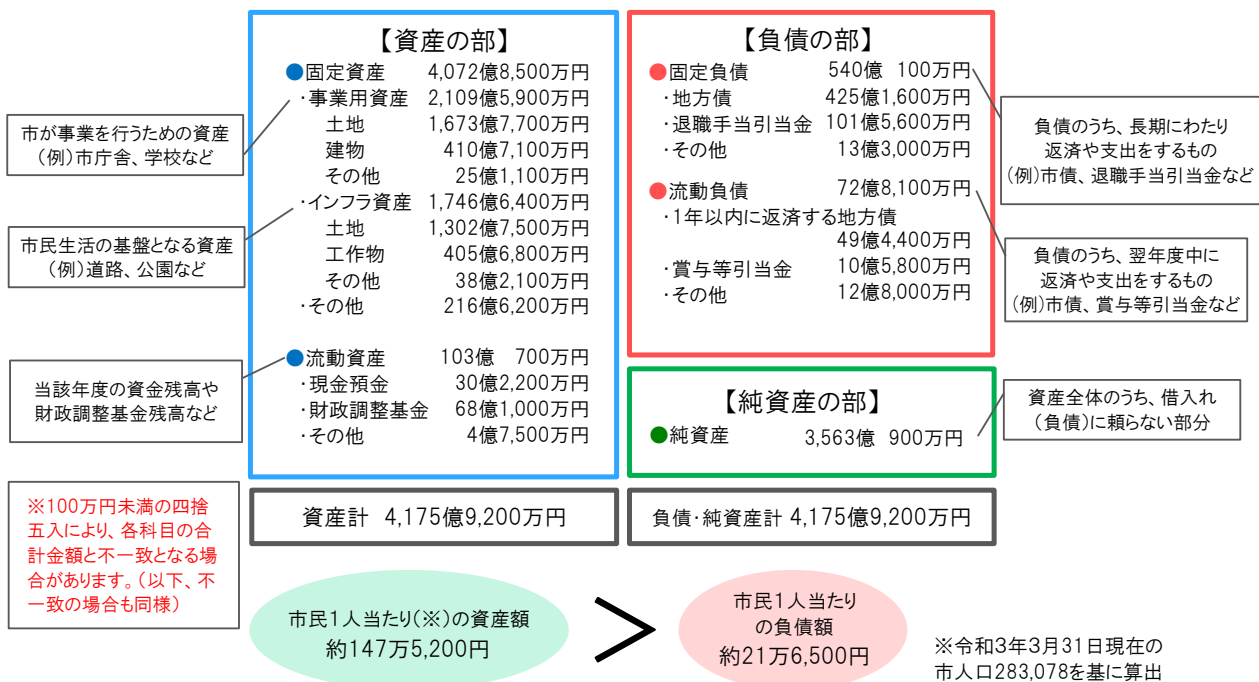 【資産の部】
●固定資産 4,072億8,500万円
・事業用資産 2,109億5,900万円
土地 1,673億7,700万円
建物 410億7,100万円
その他 25億1,100万円
・インフラ資産 1,746億6,400万円
土地 1,302億7,500万円
工作物 405億6,800万円
その他 38億2,100万円
・その他 216億6,200万円
●流動資産 103億 700万円
・現金預金 30億2,200万円
・財政調整基金 68億1,000万円
・その他 4億7,500万円
市が事業を行うための資産
(例)市庁舎、学校など
市民生活の基盤となる資産
(例)道路、公園など
当該年度の資金残高や
財政調整基金残高など
【負債の部】
●固定負債 540億 100万円
・地方債 425億1,600万円
・退職手当引当金 101億5,600万円
・その他 13億3,000万円
●流動負債 72億8,100万円
・1年以内に返済する地方債
49億4,400万円
・賞与等引当金 10億5,800万円
・その他 12億8,000万円
負債のうち、長期にわたり
返済や支出をするもの
(例)市債、退職手当引当金など
負債のうち、翌年度中に
返済や支出をするもの
(例)市債、賞与等引当金など
【純資産の部】
●純資産 3,563億 900万円
資産全体のうち、借入れ
(負債)に頼らない部分
※100万円未満の四捨
五入により、各科目の合
計金額と不一致となる場
合があります。(以下、不
一致の場合も同様)
資産計 4,175億9,200万円
負債・純資産計 4,175億9,200万円
市民1人当たり(※)の資産額
約147万5,200円
>
市民1人当たり
の負債額
約21万6,500円
※令和3年3月31日現在の
市人口283,078を基に算出